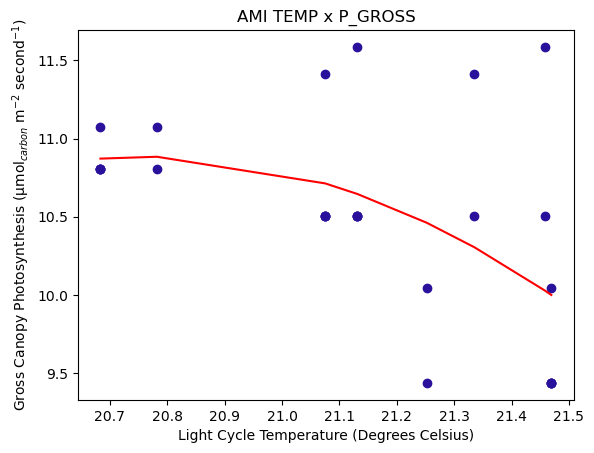 AMI TEMP x P_GROSS
Gross Canopy Photosynthesis (μmol$_{carbon}$ m$^{-2}$ second$^{-1}$)
11.5
11.0
10.5
10.0
9.5
20.7 20.8 20.9 21.0 21.1 21.2 21.3 21.4 21.5
Light Cycle Temperature (Degrees Celsius)